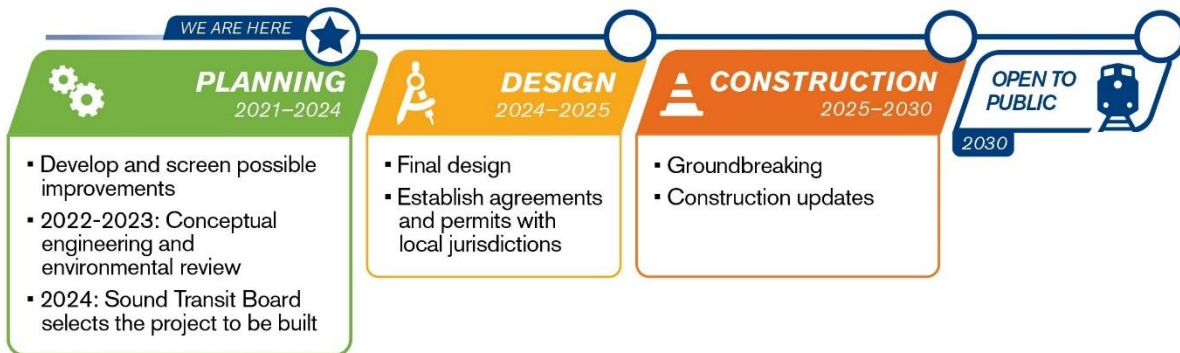 WE ARE HERE
PLANNING
2021–2024
▪ Develop and screen possible
improvements
▪ 2022-2023: Conceptual
engineering and
environmental review
▪ 2024: Sound Transit Board
selects the project to be built
DESIGN
2024–2025
▪ Final design
▪ Establish agreements
and permits with
local jurisdictions
CONSTRUCTION
2025–2030
▪ Groundbreaking
▪ Construction updates
OPEN TO
PUBLIC
2030